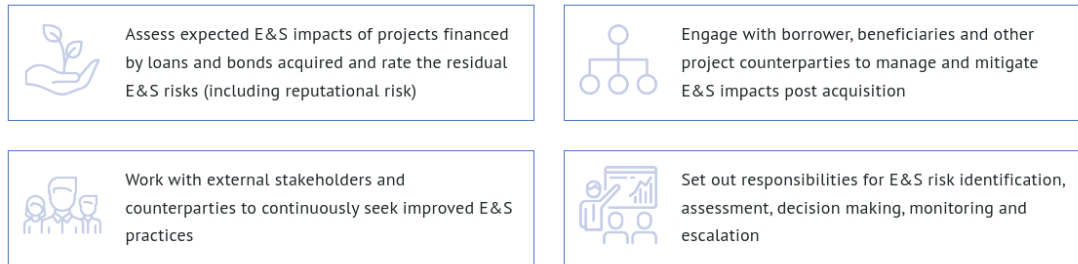 Assess expected E&S impacts of projects financed
by loans and bonds acquired and rate the residual
E&S risks (including reputational risk)
Engage with borrower, beneficiaries and other
project counterparties to manage and mitigate
E&S impacts post acquisition
Work with external stakeholders and
counterparties to continuously seek improved E&S
practices
Set out responsibilities for E&S risk identification,
assessment, decision making, monitoring and
escalation